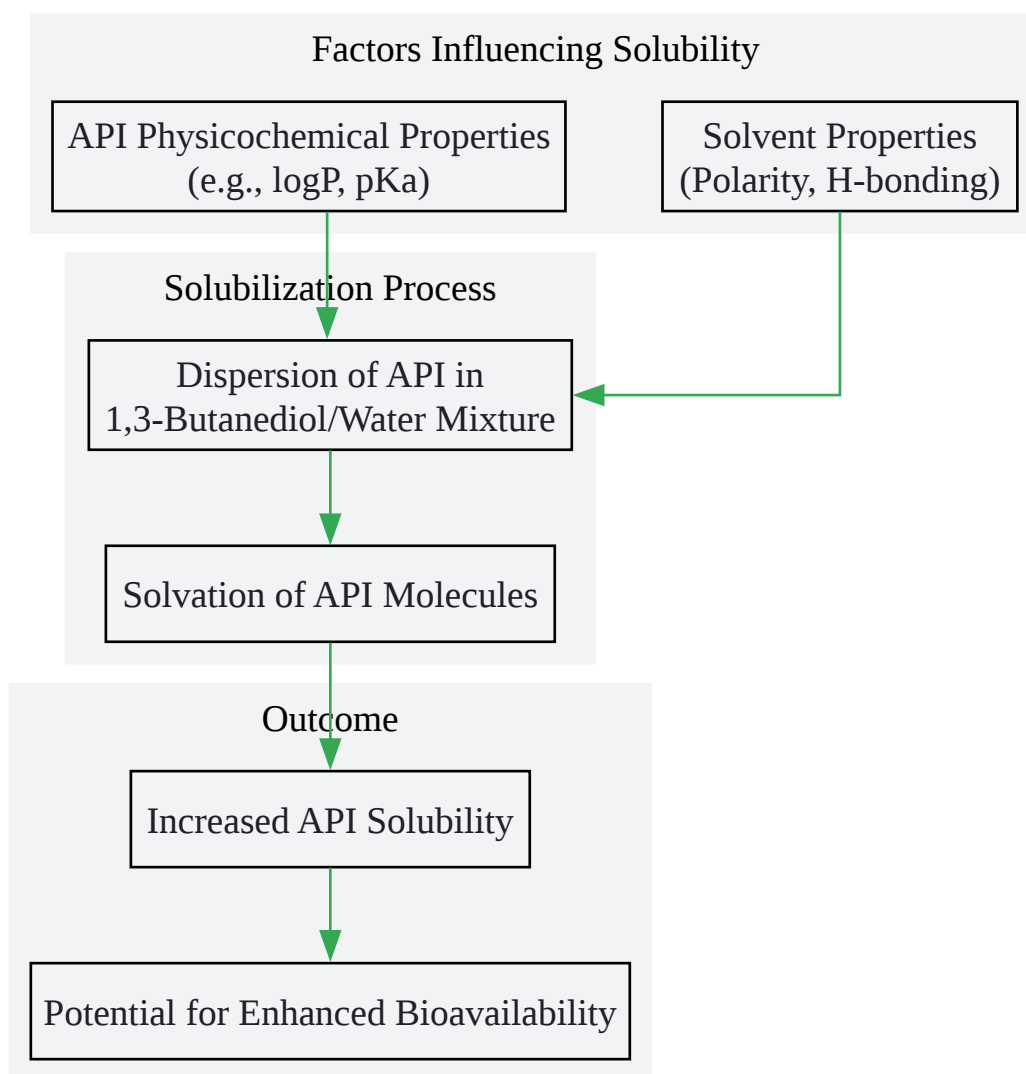 Factors Influencing Solubility
API Physicochemical Properties
(e.g., logP, pKa)
Solvent Properties
(Polarity, H-bonding)
Solubilization Process
Dispersion of API in
1,3-Butanediol/Water Mixture
Solvation of API Molecules
Outcome
Increased API Solubility
Potential for Enhanced Bioavailability